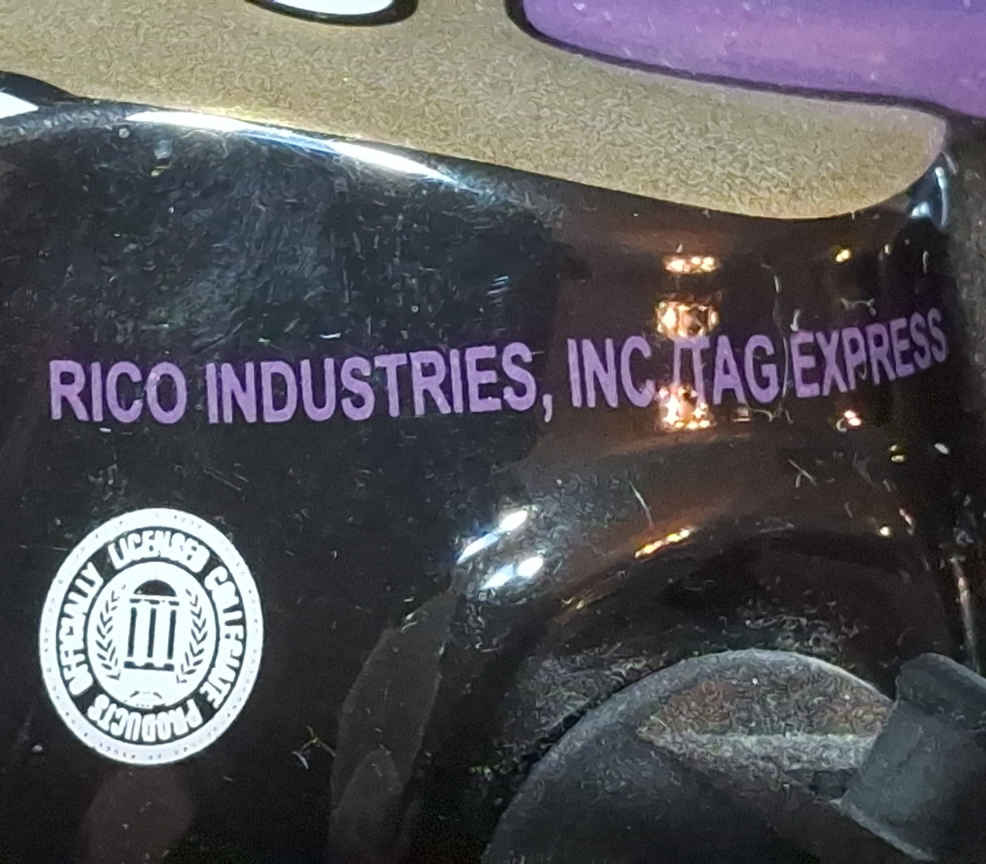 RICO INDUSTRIES, INC./TAG EXPRESS
OFFICIALLY LICENSED COLLEGIATE PRODUCTS